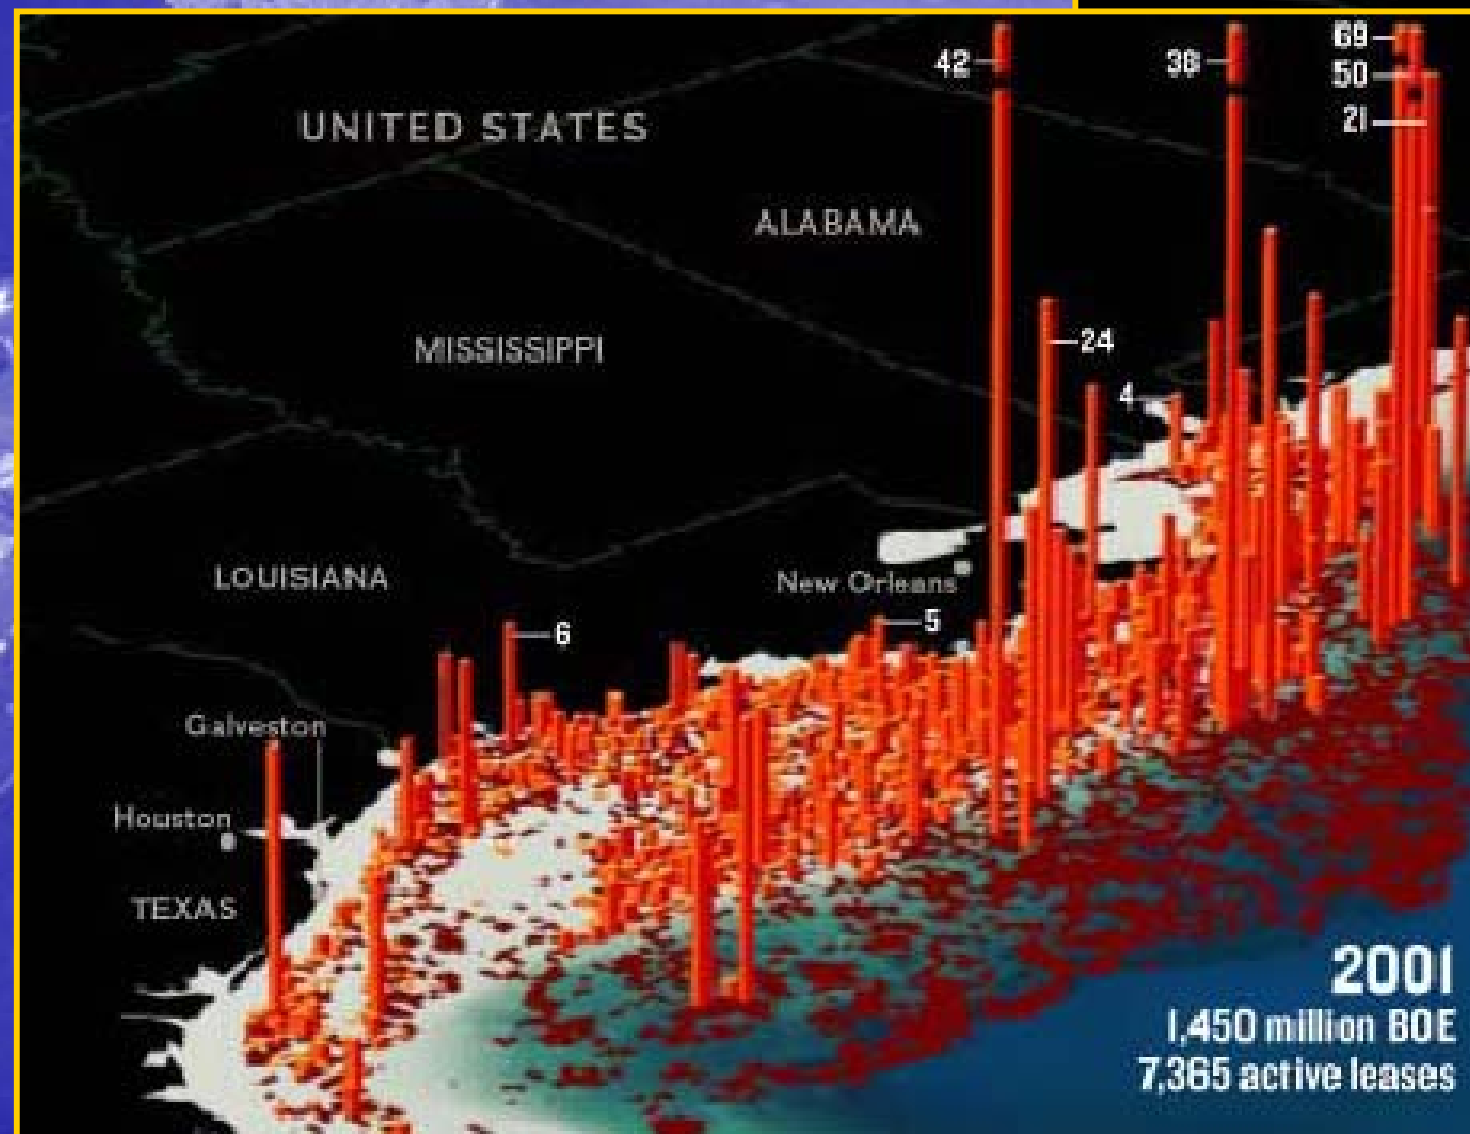 69
42
38
50
21
UNITED STATES
ALABAMA
24
MISSISSIPPI
4
LOUISIANA
New Orleans
5
6
Galveston
Houston
TEXAS
2001
1,450 million BOE
7,365 active leases